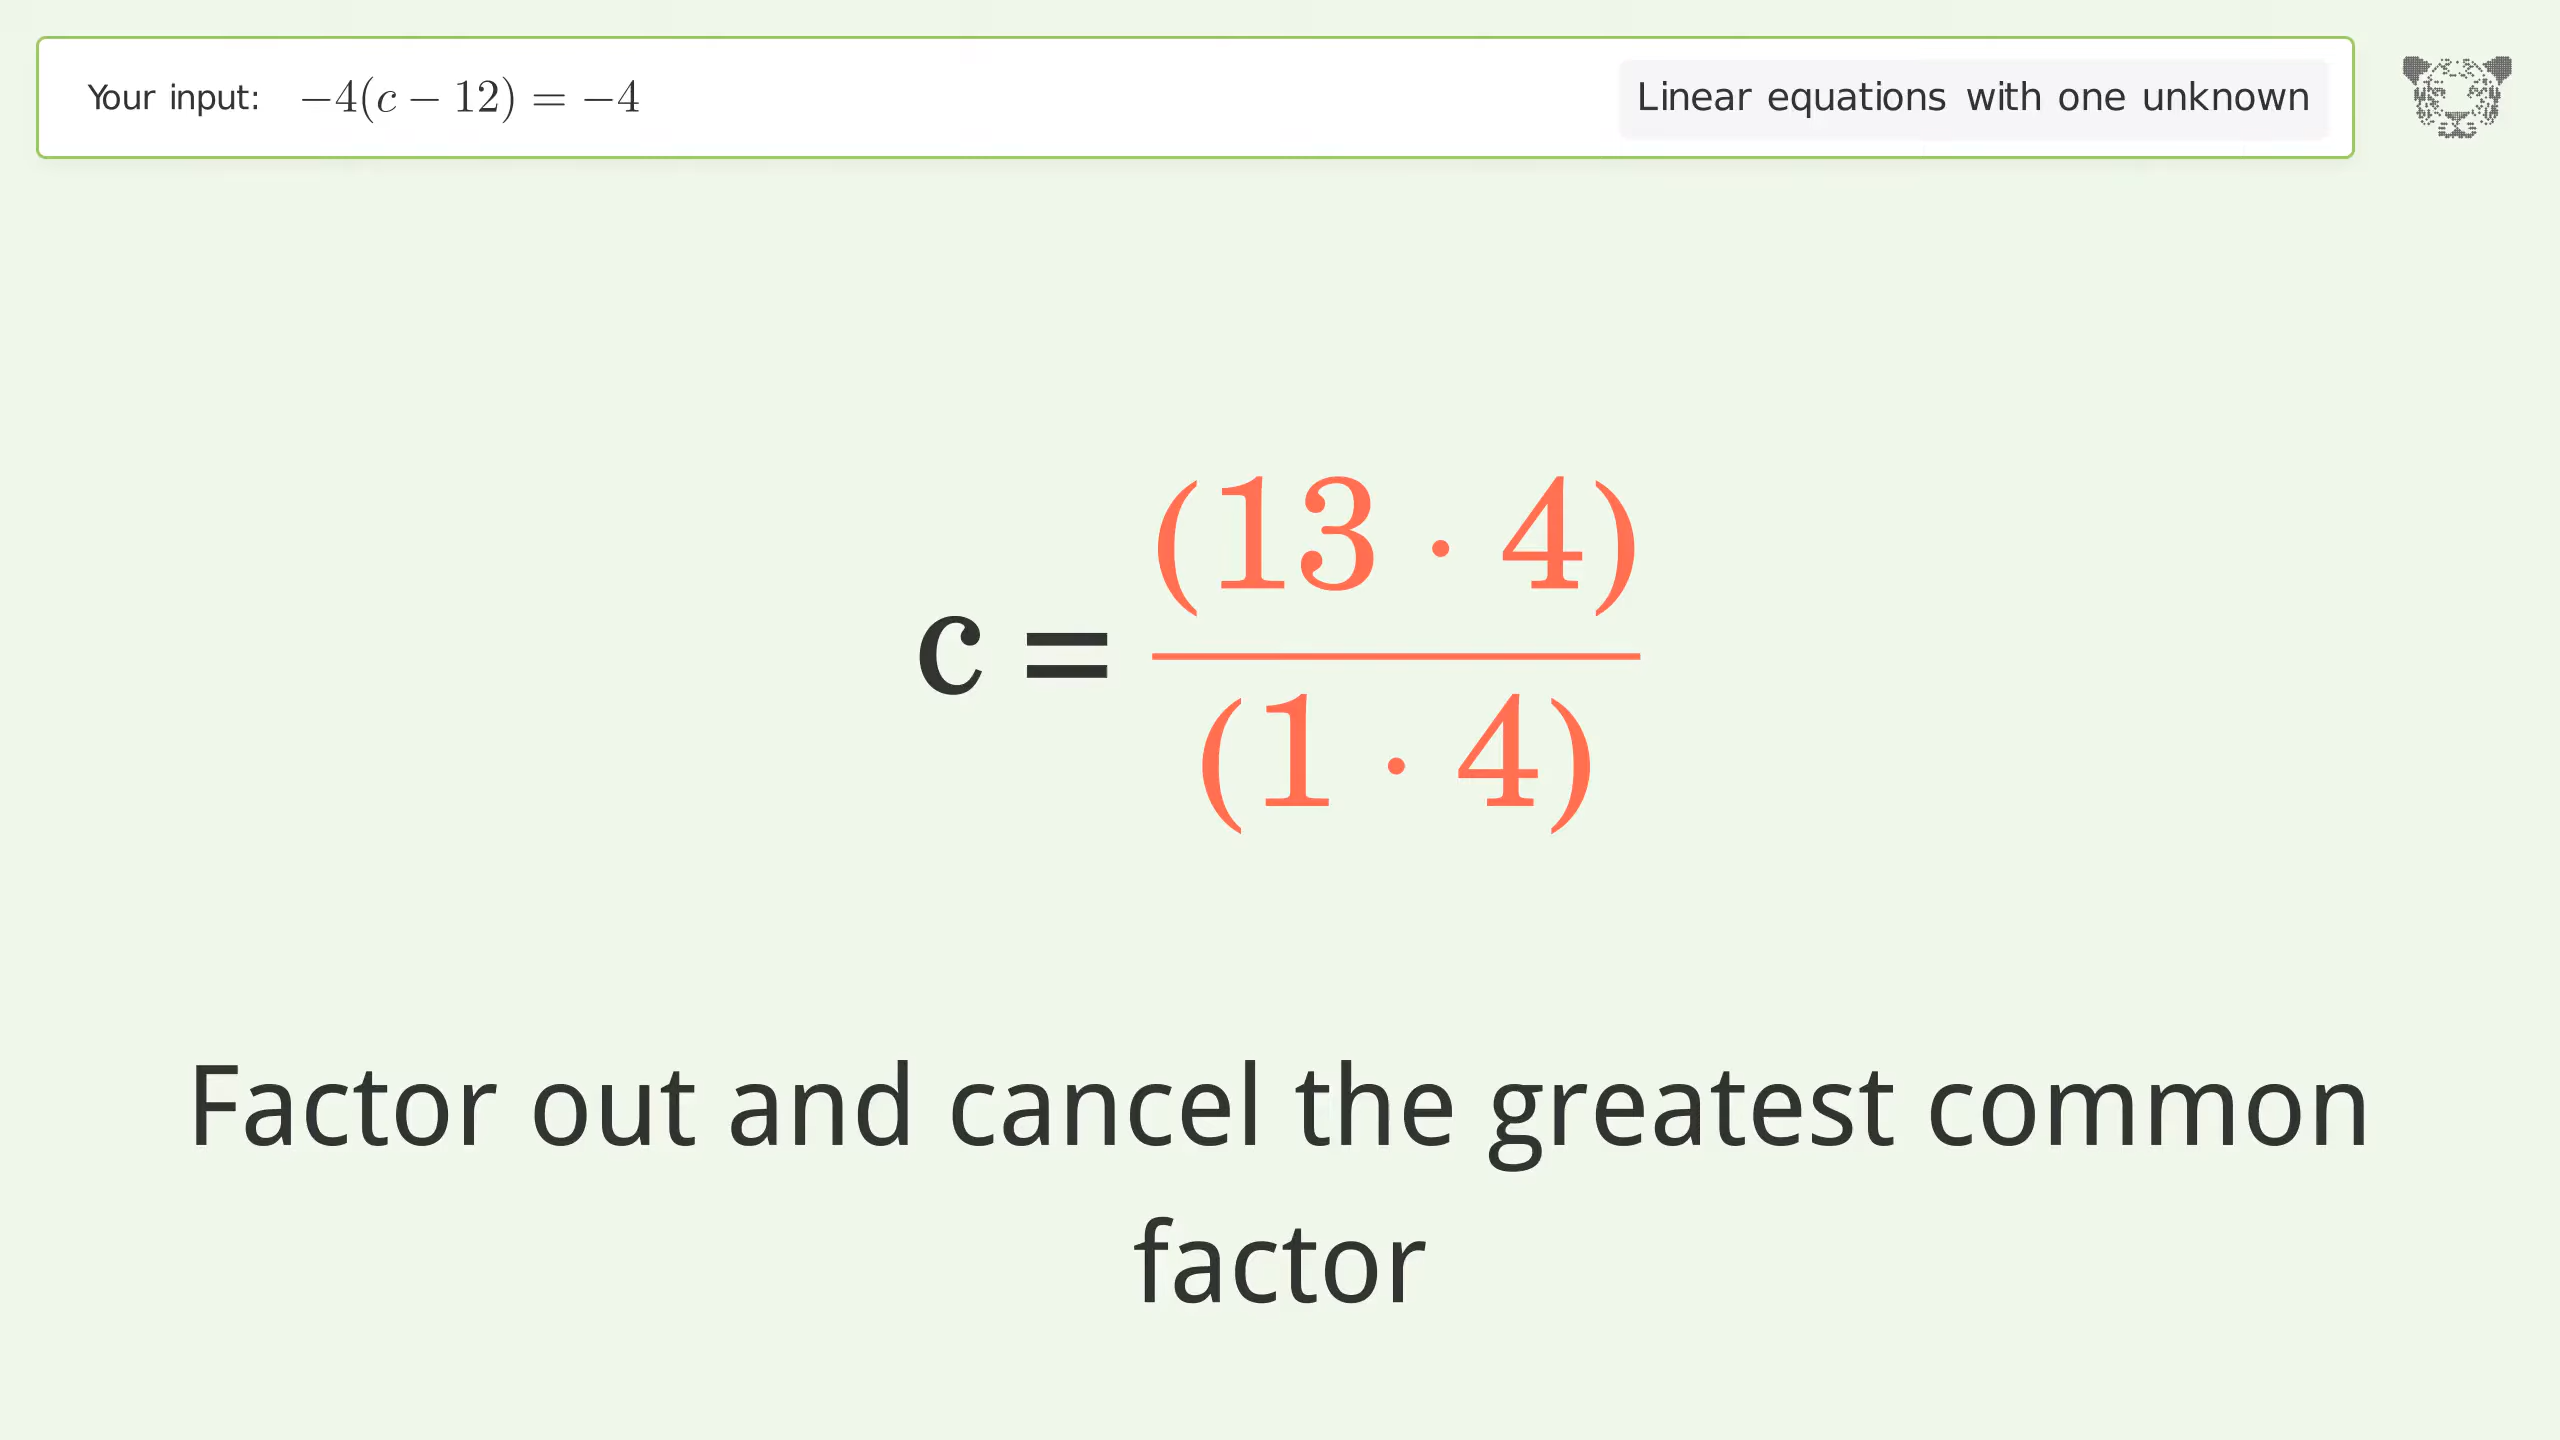 Your input: −4(c − 12) = −4
Linear equations with one unknown
c = (13 · 4) / (1 · 4)
Factor out and cancel the greatest common
factor